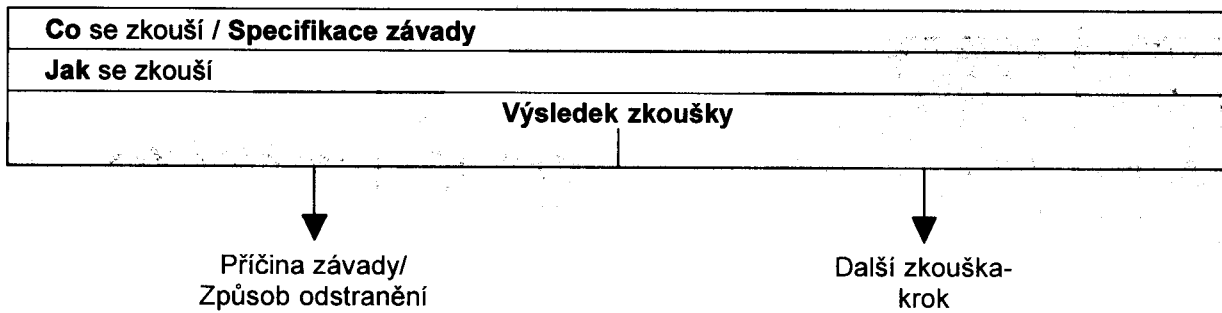 Co se zkouší / Specifikace závady
Jak se zkouší
Výsledek zkoušky
Příčina závady/
Způsob odstranění
Další zkouška-
krok